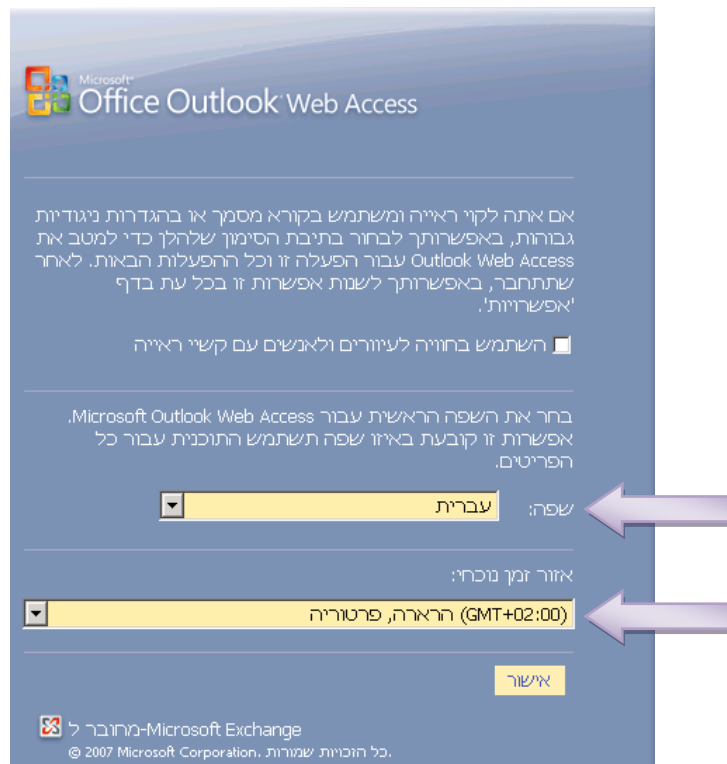 Microsoft
Office Outlook Web Access
אם אתה לקוי ראייה ומשתמש בקורא מסמך או בהגדרות ניגודיות
גבוהות, באפשרותך לבחור בתיבת הסימון שלהלן כדי למטב את
Outlook Web Access עבור הפעלה זו וכל ההפעלות הבאות. לאחר
שתתחבר, באפשרותך לשנות אפשרות זו בכל עת בדף
'אפשרויות'.
השתמש בחוויה לעיוורים ולאנשים עם קשיי ראייה
בחר את השפה הראשית עבור Microsoft Outlook Web Access.
אפשרות זו קובעת באיזו שפה תשתמש התוכנית עבור כל
הפריטים.
שפה: עברית
אזור זמן נוכחי:
(GMT+02:00) הרארה, פרטוריה
אישור
מחובר ל-Microsoft Exchange
© 2007 Microsoft Corporation. כל הזכויות שמורות.